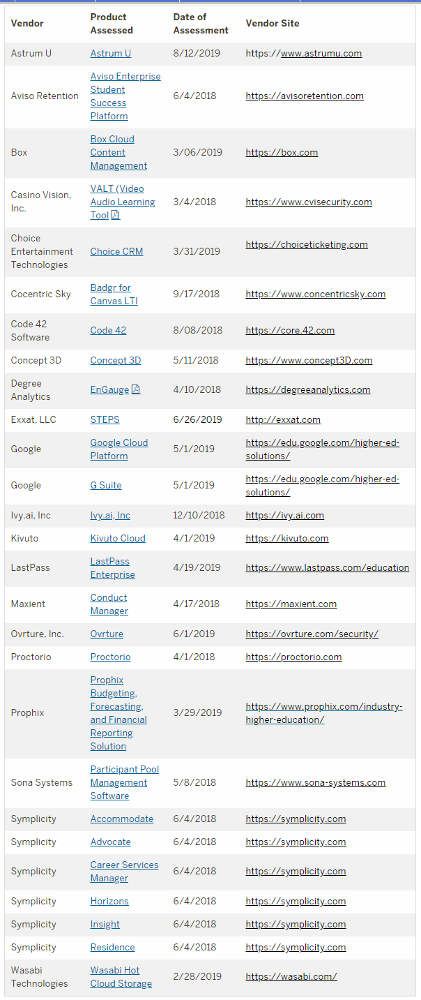 Vendor Product Assessed Date of Assessment Vendor Site
Astrum U Astrum U 8/12/2019 https://www.astrumu.com
Aviso Retention Aviso Enterprise Student Success Platform 6/4/2018 https://avisoretention.com
Box Box Cloud Content Management 3/06/2019 https://box.com
Casino Vision, Inc. VALT (Video Audio Learning Tool 3/4/2018 https://www.cvisecurity.com
Choice Entertainment Technologies Choice CRM 3/31/2019 https://choiceticketing.com
Cocentric Sky Badgr for Canvas LTI 9/17/2018 https://www.concentricsky.com
Code 42 Software Code 42 8/08/2018 https://core.42.com
Concept 3D Concept 3D 5/11/2018 https://www.concept3D.com
Degree Analytics EnGauge 4/10/2018 https://degreeanalytics.com
Exxat, LLC STEPS 6/26/2019 http://exxat.com
Google Google Cloud Platform 5/1/2019 https://edu.google.com/higher-ed-solutions/
Google G Suite 5/1/2019 https://edu.google.com/higher-ed-solutions/
Ivy.ai, Inc Ivy.ai, Inc 12/10/2018 https://ivy.ai.com
Kivuto Kivuto Cloud 4/1/2019 https://kivuto.com
LastPass LastPass Enterprise 4/19/2019 https://www.lastpass.com/education
Maxient Conduct Manager 4/17/2018 https://maxient.com
Ovrture, Inc. Ovrture 6/1/2019 https://ovrture.com/security/
Proctorio Proctorio 4/1/2018 https://proctorio.com
Prophix Prophix Budgeting, Forecasting, and Financial Reporting Solution 3/29/2019 https://www.prophix.com/industry-higher-education/
Sona Systems Participant Pool Management Software 5/8/2018 https://www.sona-systems.com
Symplicity Accommodate 6/4/2018 https://symplicity.com
Symplicity Advocate 6/4/2018 https://symplicity.com
Symplicity Career Services Manager 6/4/2018 https://symplicity.com
Symplicity Horizons 6/4/2018 https://symplicity.com
Symplicity Insight 6/4/2018 https://symplicity.com
Symplicity Residence 6/4/2018 https://symplicity.com
Wasabi Technologies Wasabi Hot Cloud Storage 2/28/2019 https://wasabi.com/